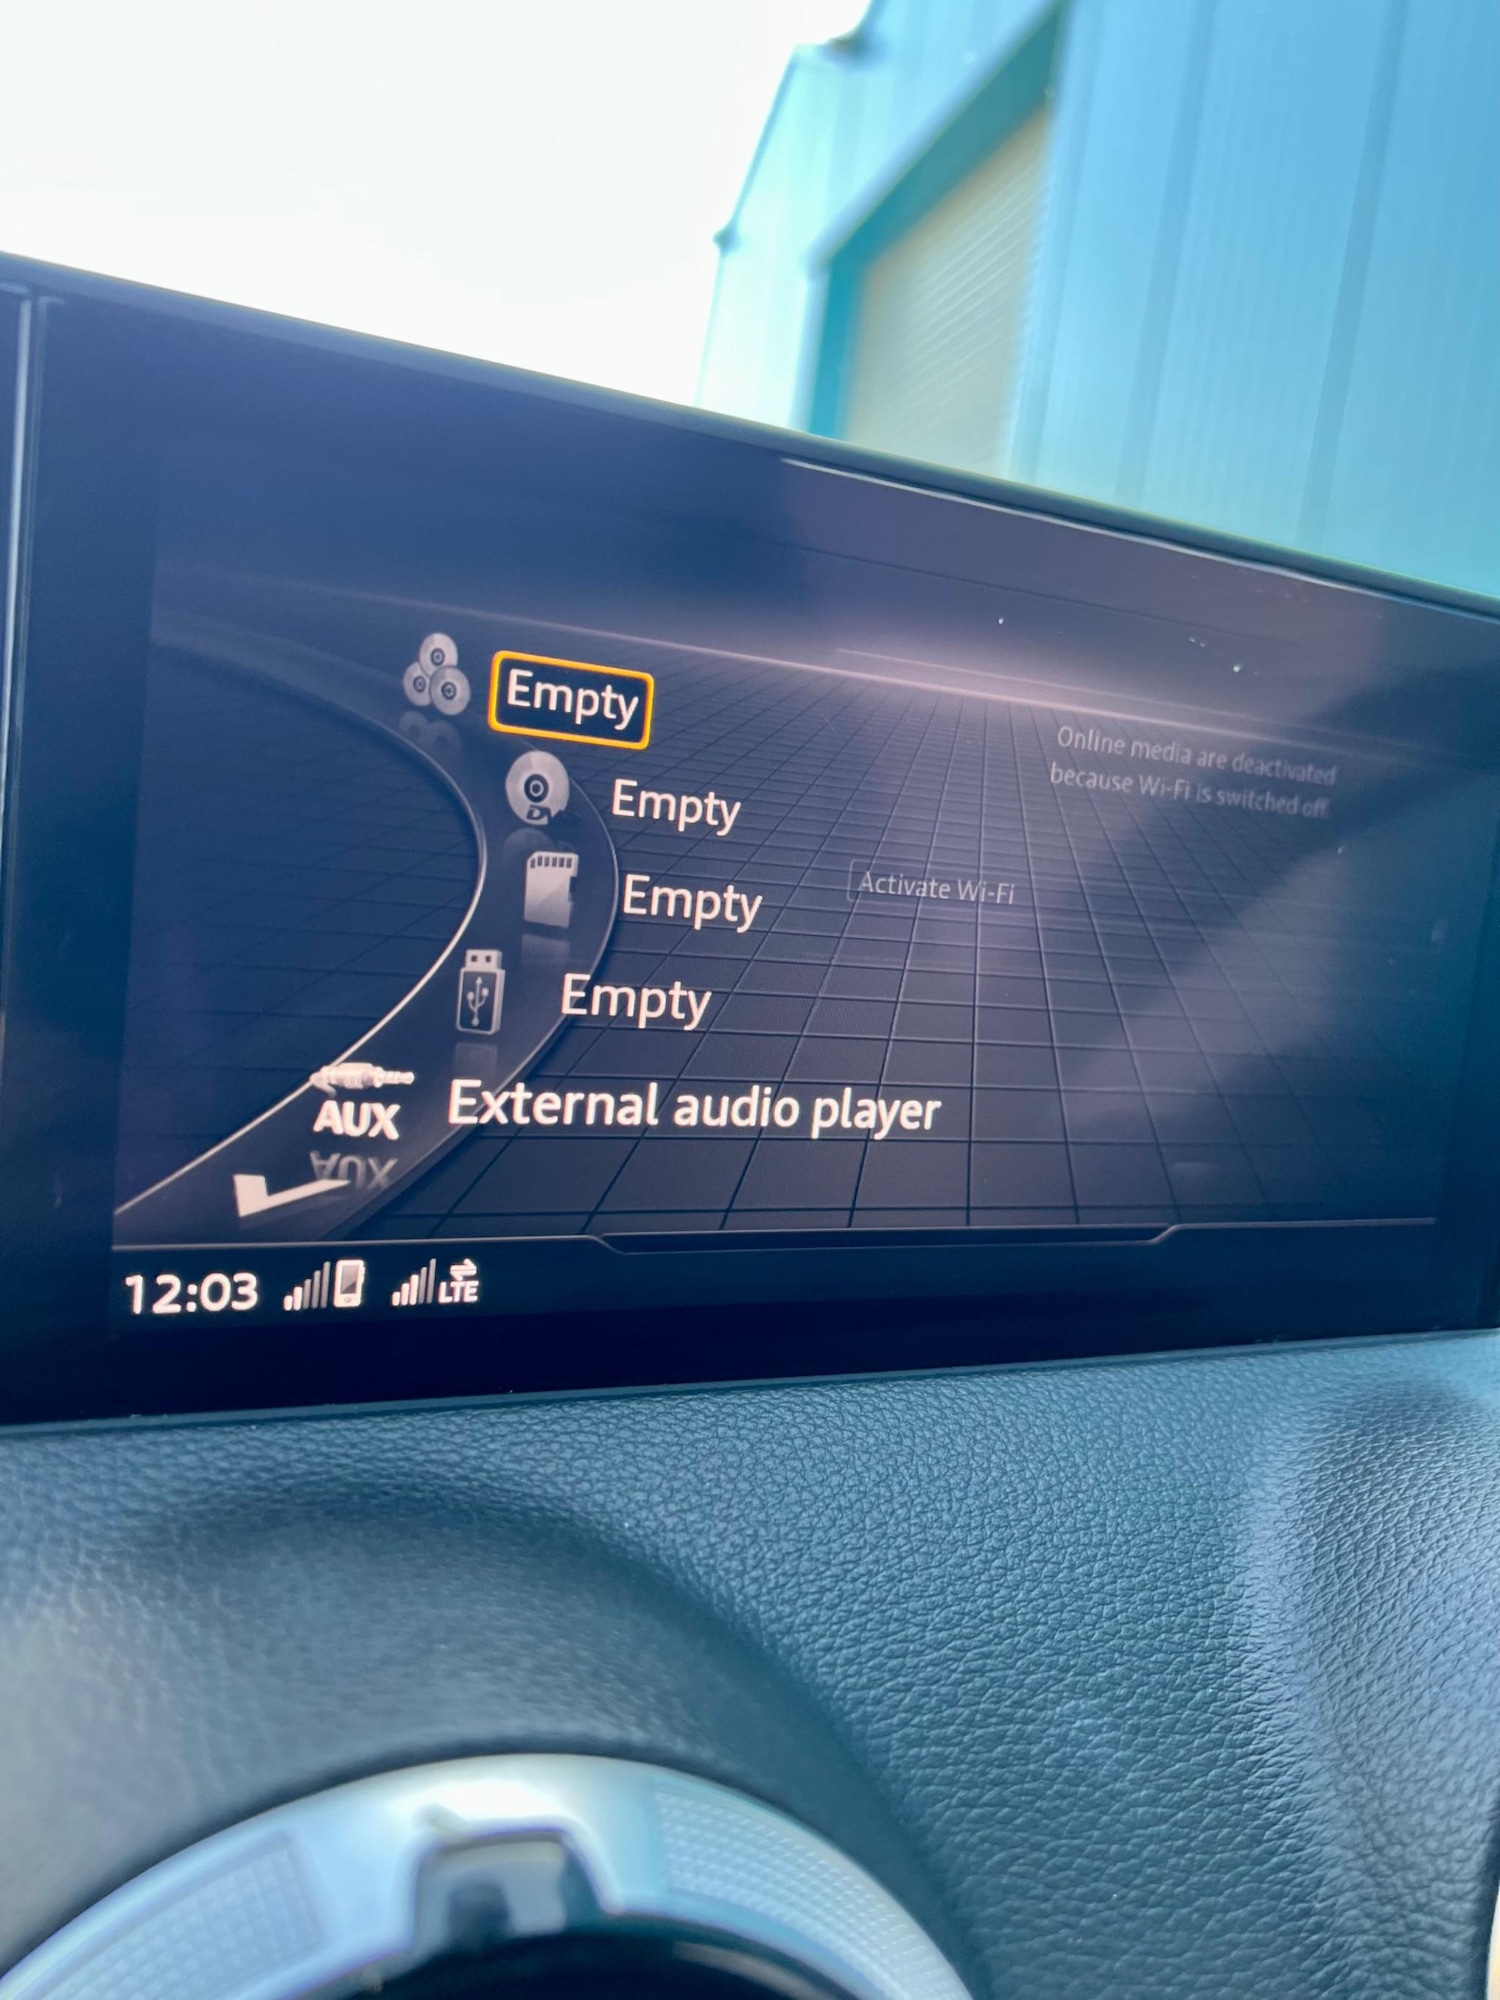 Empty
Online media are deactivated
because Wi-Fi is switched off.
Empty
Activate Wi-Fi
Empty
Empty
AUX External audio player
12:03 LTE